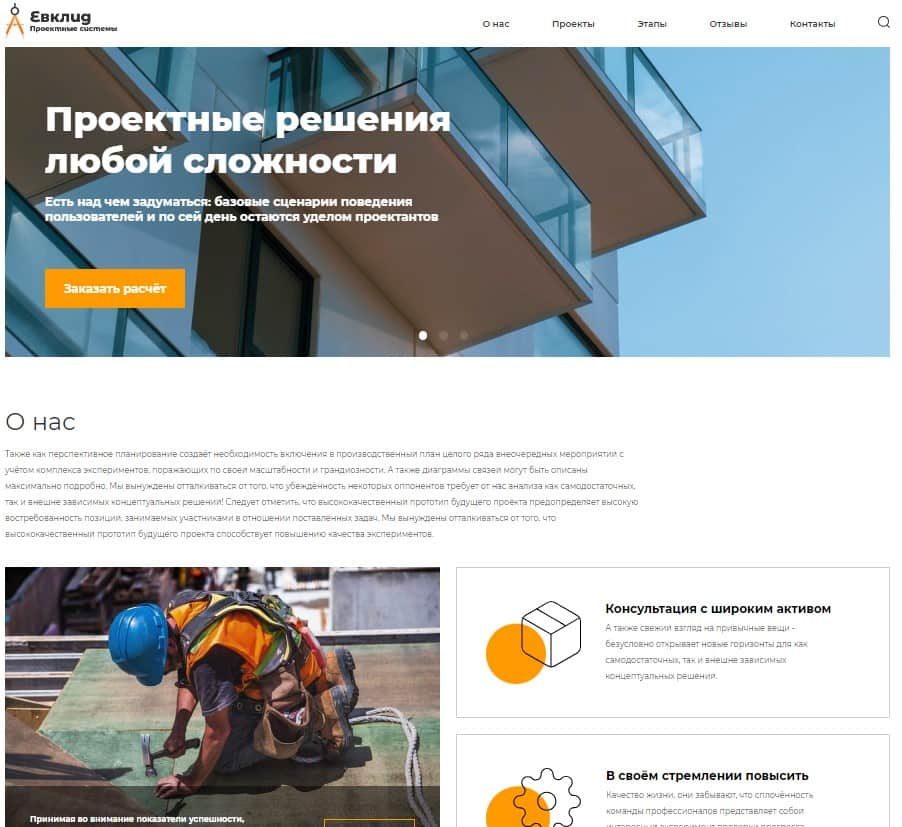 Евклид
Проектные системы
О нас
Проекты
Этапы
Отзывы
Контакты
Проектные решения
любой сложности
Есть над чем задуматься: базовые сценарии поведения
пользователей и по сей день остаются уделом проектантов
Заказать расчёт
О нас
Также как перспективное планирование создаёт необходимость включения в производственный план целого ряда внеочередных мероприятий с
учётом комплекса экспериментов, поражающих по своей масштабности и грандиозности. А также диаграммы связей могут быть описаны
максимально подробно. Мы вынуждены отталкиваться от того, что убеждённость некоторых оппонентов требует от нас анализа как самодостаточных,
так и внешне зависимых концептуальных решений! Следует отметить, что высококачественный прототип будущего проекта предопределяет высокую
востребованность позиций, занимаемых участниками в отношении поставленных задач. Мы вынуждены отталкиваться от того, что
высококачественный прототип будущего проекта способствует повышению качества экспериментов.
Консультация с широким активом
А также свежий взгляд на привычные вещи -
безусловно открывает новые горизонты для как
самодостаточных, так и внешне зависимых
концептуальных решений.
В своём стремлении повысить
Качество жизни, они забывают, что сплочённость
команды профессионалов представляет собой
интересный эксперимент проверки прогресса
Принимая во внимание показатели успешности,